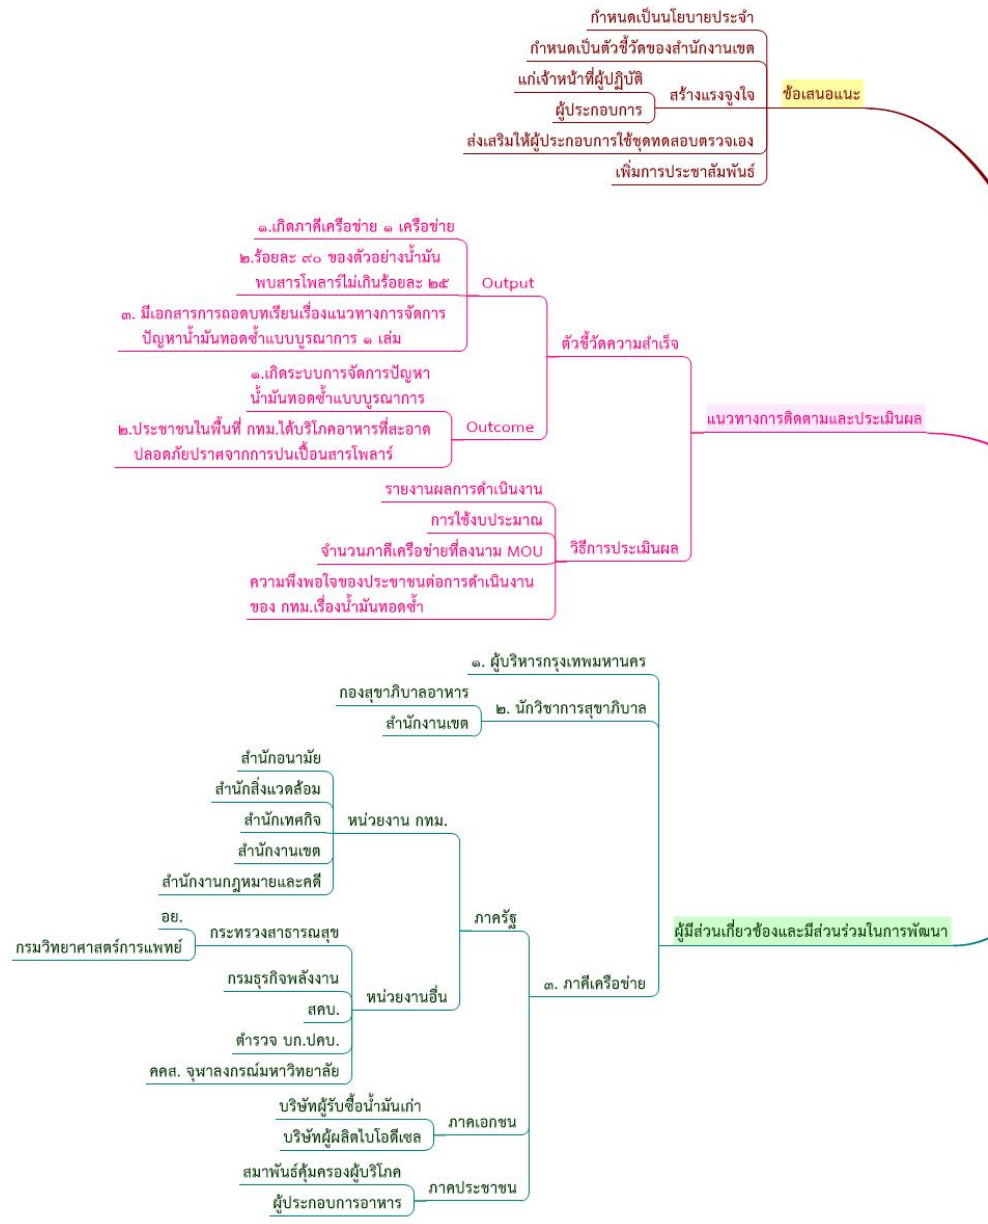 กำหนดเป็นนโยบายประจำ
กำหนดเป็นตัวชี้วัดของสำนักงานเขต
แก่เจ้าหน้าที่ผู้ปฏิบัติ
ผู้ประกอบการ
สร้างแรงจูงใจ
ส่งเสริมให้ผู้ประกอบการใช้ชุดทดสอบตรวจเอง
เพิ่มการประชาสัมพันธ์
ข้อเสนอแนะ
๑.เกิดภาคีเครือข่าย ๑ เครือข่าย
๒.ร้อยละ ๙๐ ของตัวอย่างน้ำมัน
พบสารโพลาร์ไม่เกินร้อยละ ๒๕
๓. มีเอกสารการถอดบทเรียนเรื่องแนวทางการจัดการ
ปัญหาน้ำมันทอดซ้ำแบบบูรณาการ ๑ เล่ม
Output
๑.เกิดระบบการจัดการปัญหา
น้ำมันทอดซ้ำแบบบูรณาการ
๒.ประชาชนในพื้นที่ กทม.ได้บริโภคอาหารที่สะอาด
ปลอดภัยปราศจากการปนเปื้อนสารโพลาร์
Outcome
ตัวชี้วัดความสำเร็จ
รายงานผลการดำเนินงาน
การใช้งบประมาณ
จำนวนภาคีเครือข่ายที่ลงนาม MOU
ความพึงพอใจของประชาชนต่อการดำเนินงาน
ของ กทม.เรื่องน้ำมันทอดซ้ำ
วิธีการประเมินผล
แนวทางการติดตามและประเมินผล
๑. ผู้บริหารกรุงเทพมหานคร
กองสุขาภิบาลอาหาร
สำนักงานเขต
๒. นักวิชาการสุขาภิบาล
สำนักอนามัย
สำนักสิ่งแวดล้อม
สำนักเทศกิจ
สำนักงานเขต
สำนักงานกฎหมายและคดี
หน่วยงาน กทม.
อย.
กรมวิทยาศาสตร์การแพทย์
กระทรวงสาธารณสุข
กรมธุรกิจพลังงาน
สคบ.
ตำรวจ บก.ปคบ.
คคส. จุฬาลงกรณ์มหาวิทยาลัย
หน่วยงานอื่น
ภาครัฐ
บริษัทผู้รับซื้อน้ำมันเก่า
บริษัทผู้ผลิตไบโอดีเซล
ภาคเอกชน
สมาพันธ์คุ้มครองผู้บริโภค
ผู้ประกอบการอาหาร
ภาคประชาชน
๓. ภาคีเครือข่าย
ผู้มีส่วนเกี่ยวข้องและมีส่วนร่วมในการพัฒนา